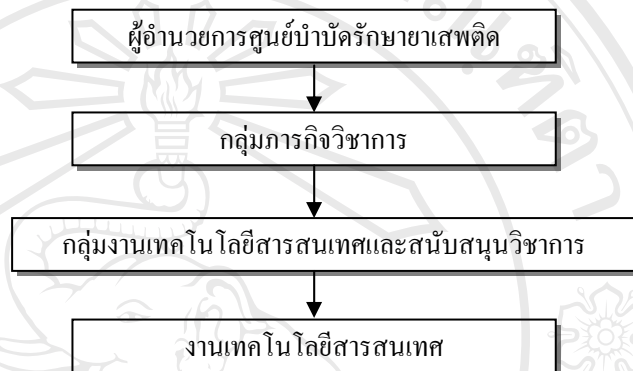 ผู้อำนวยการศูนย์บำบัดรักษายาเสพติด
กลุ่มภารกิจวิชาการ
กลุ่มงานเทคโนโลยีสารสนเทศและสนับสนุนวิชาการ
งานเทคโนโลยีสารสนเทศ